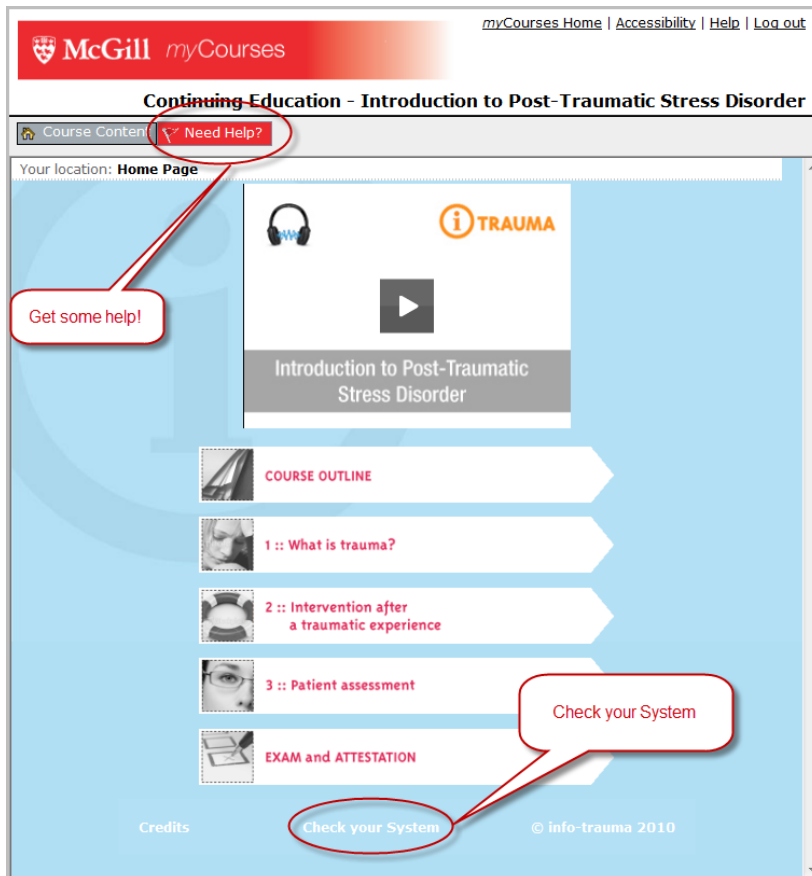 myCourses Home | Accessibility | Help | Log out
McGill myCourses
Continuing Education - Introduction to Post-Traumatic Stress Disorder
Course Content Need Help?
Your location: Home Page
i TRAUMA
Get some help!
Introduction to Post-Traumatic
Stress Disorder
COURSE OUTLINE
1 :: What is trauma?
2 :: Intervention after
a traumatic experience
3 :: Patient assessment
Check your System
EXAM and ATTESTATION
Credits Check your System © info-trauma 2010